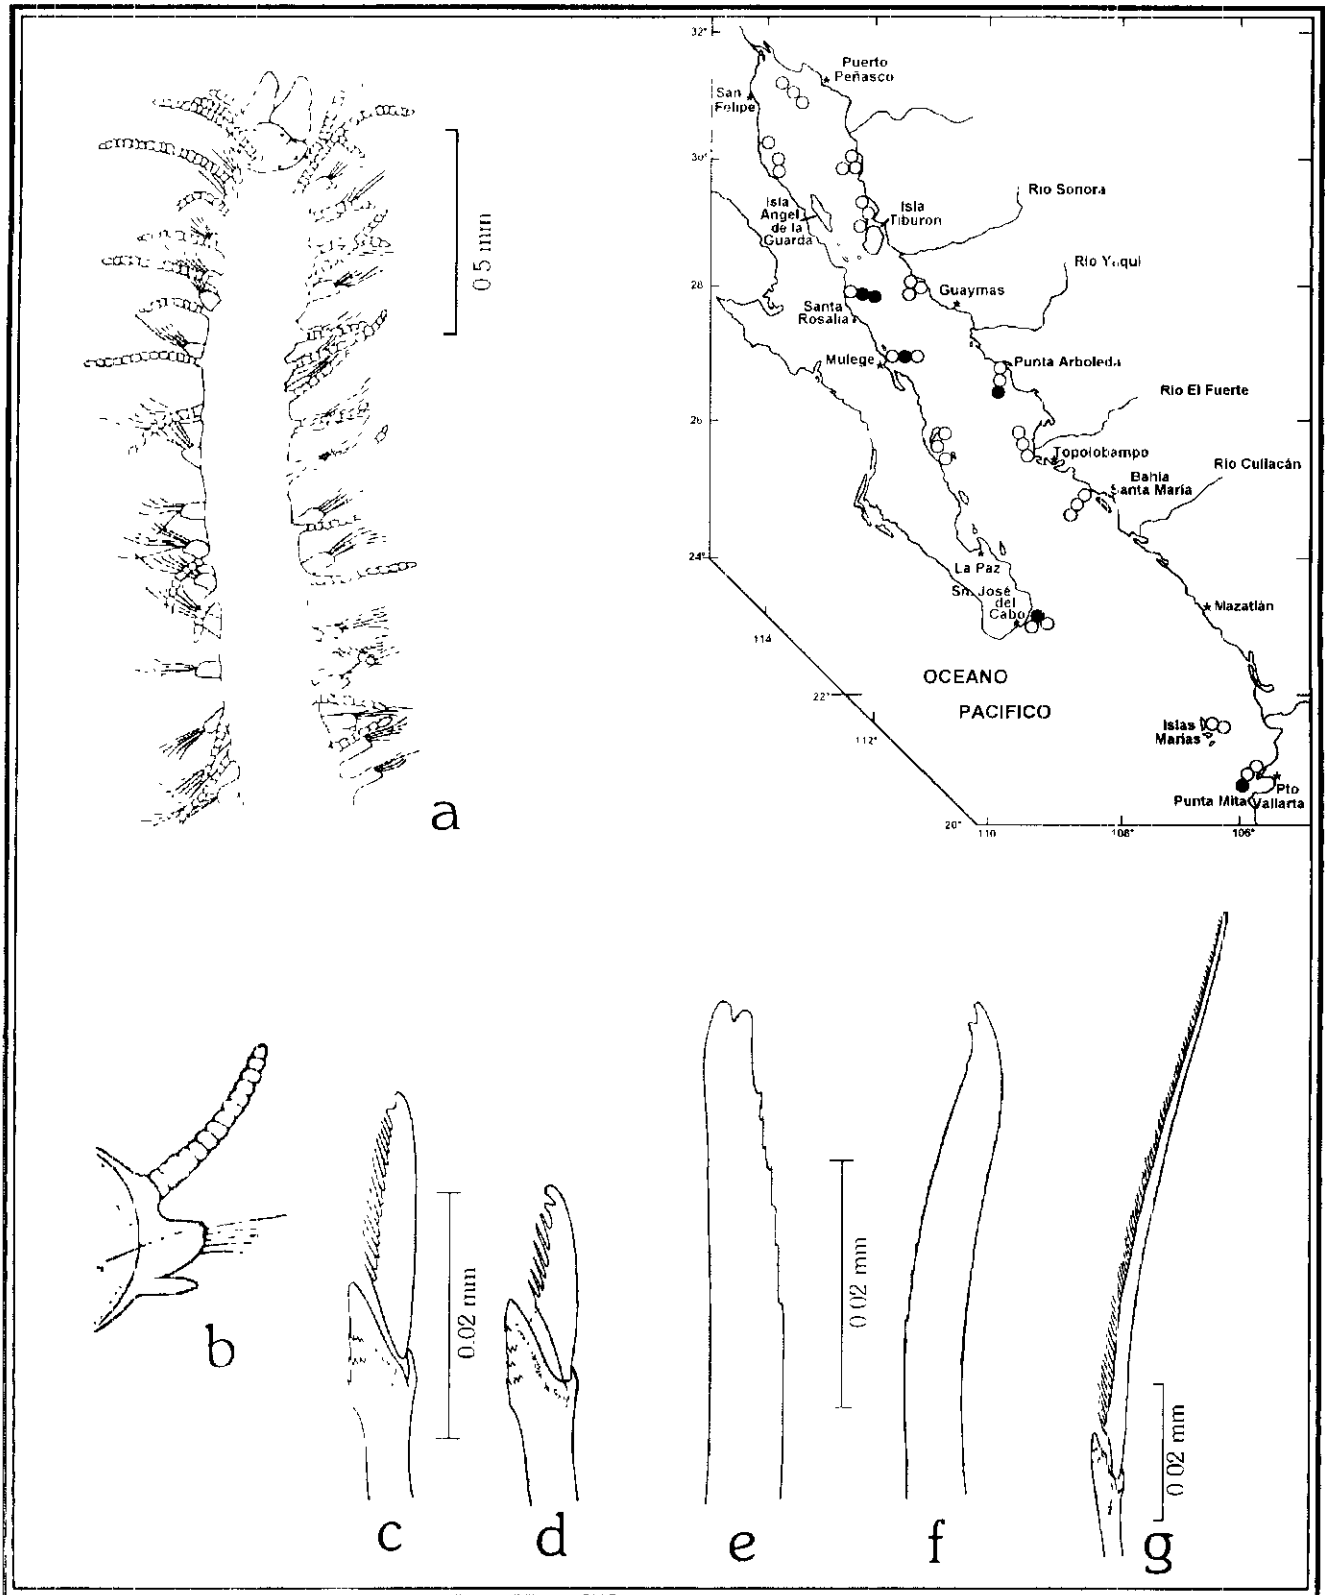 32°
Puerto
Peñasco
San
Felipe
30°
Rio Sonora
Isla
Angel
de la
Guarda
Isla
Tiburon
Rio Yaqui
28
Guaymas
Santa
Rosalia
Mulege
Punta Arboleda
Rio El Fuerte
26
Topolobampo
Rio Culiacán
Bahia
Santa María
24°
La Paz
Sn. José
del
Cabo
Mazatlán
114
OCEANO
PACIFICO
22°
112°
Islas
Marias
Punta Mita
Pto
Vallarta
20°
110
108°
106°
0.5 mm
a
b
0.02 mm
c
d
0.02 mm
e
f
0.02 mm
g